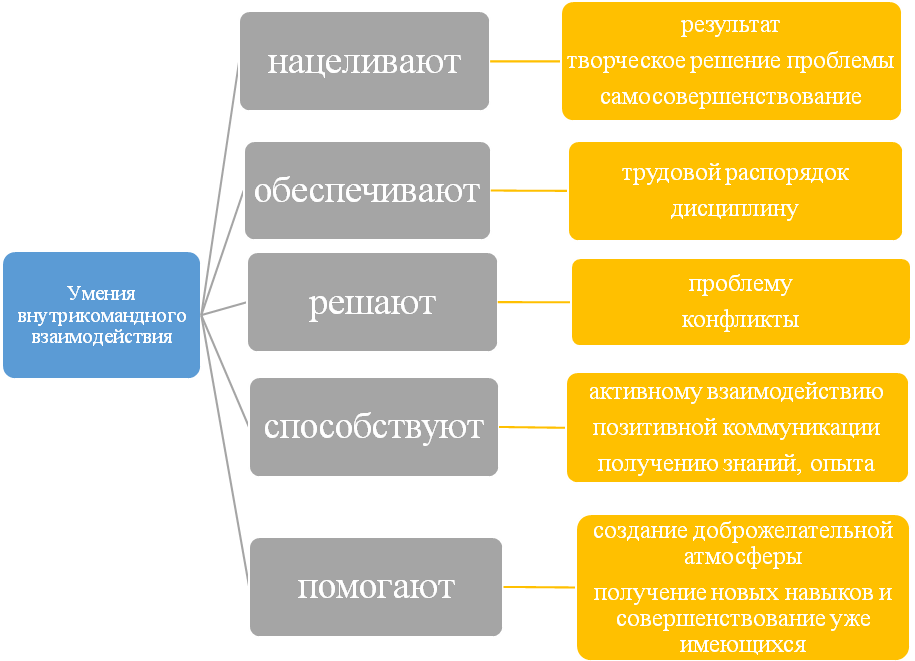 Умения
внутрикомандного
взаимодействия
нацеливают
результат
творческое решение проблемы
самосовершенствование
обеспечивают
трудовой распорядок
дисциплину
решают
проблему
конфликты
способствуют
активному взаимодействию
позитивной коммуникации
получению знаний, опыта
помогают
создание доброжелательной
атмосферы
получение новых навыков и
совершенствование уже
имеющихся